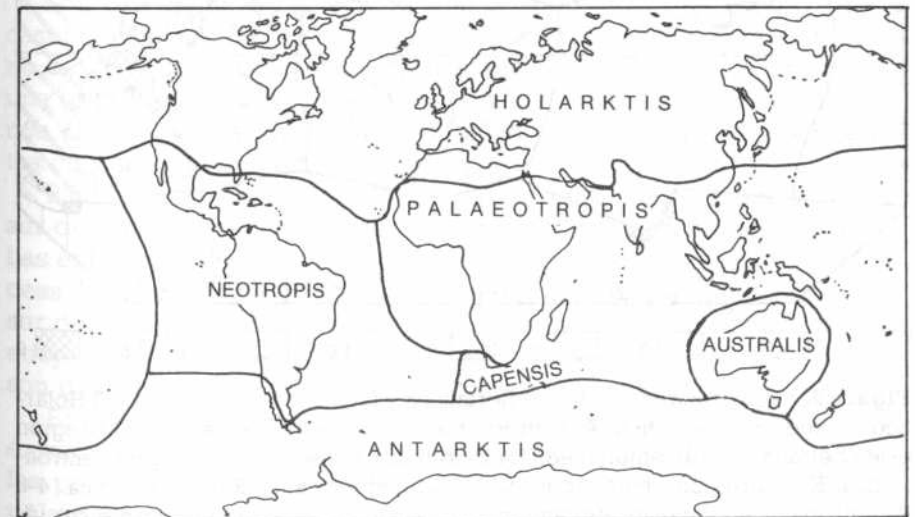 HOLARKTIS
PALAEOTROPIS
NEOTROPIS
AUSTRALIS
CAPENSIS
ANTARKTIS